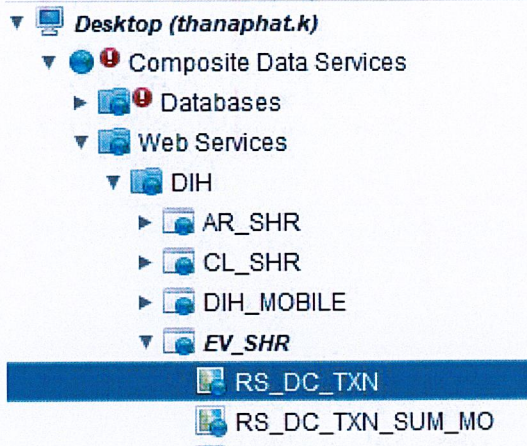 Desktop (thanaphat.k)
Composite Data Services
Databases
Web Services
DIH
AR_SHR
CL_SHR
DIH_MOBILE
EV_SHR
RS_DC_TXN
RS_DC_TXN_SUM_MO